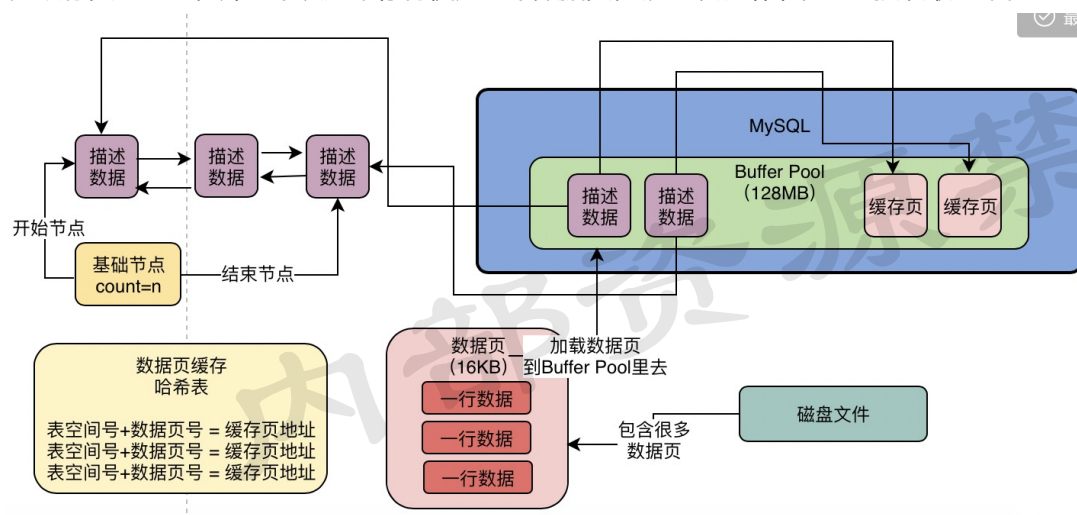 最
MySQL
Buffer Pool
（128MB）
描述
数据
描述
数据
描述
数据
描述
数据
描述
数据
缓存页
缓存页
开始节点
基础节点
count=n
结束节点
数据页
（16KB）
加载数据页
到Buffer Pool里去
一行数据
一行数据
一行数据
包含很多
数据页
磁盘文件
数据页缓存
哈希表
表空间号+数据页号 = 缓存页地址
表空间号+数据页号 = 缓存页地址
表空间号+数据页号 = 缓存页地址
内部资源禁